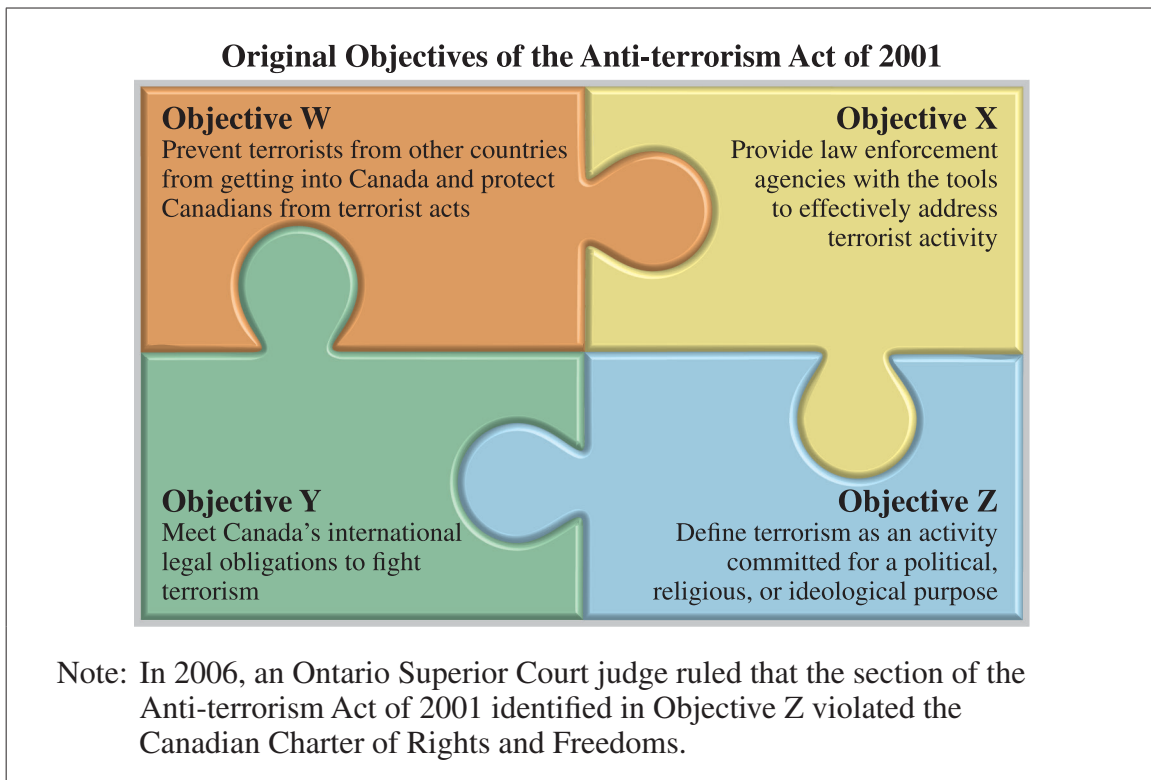 Original Objectives of the Anti-terrorism Act of 2001
Objective W
Prevent terrorists from other countries
from getting into Canada and protect
Canadians from terrorist acts
Objective X
Provide law enforcement
agencies with the tools
to effectively address
terrorist activity
Objective Y
Meet Canada’s international
legal obligations to fight
terrorism
Objective Z
Define terrorism as an activity
committed for a political,
religious, or ideological purpose
Note: In 2006, an Ontario Superior Court judge ruled that the section of the
Anti-terrorism Act of 2001 identified in Objective Z violated the
Canadian Charter of Rights and Freedoms.